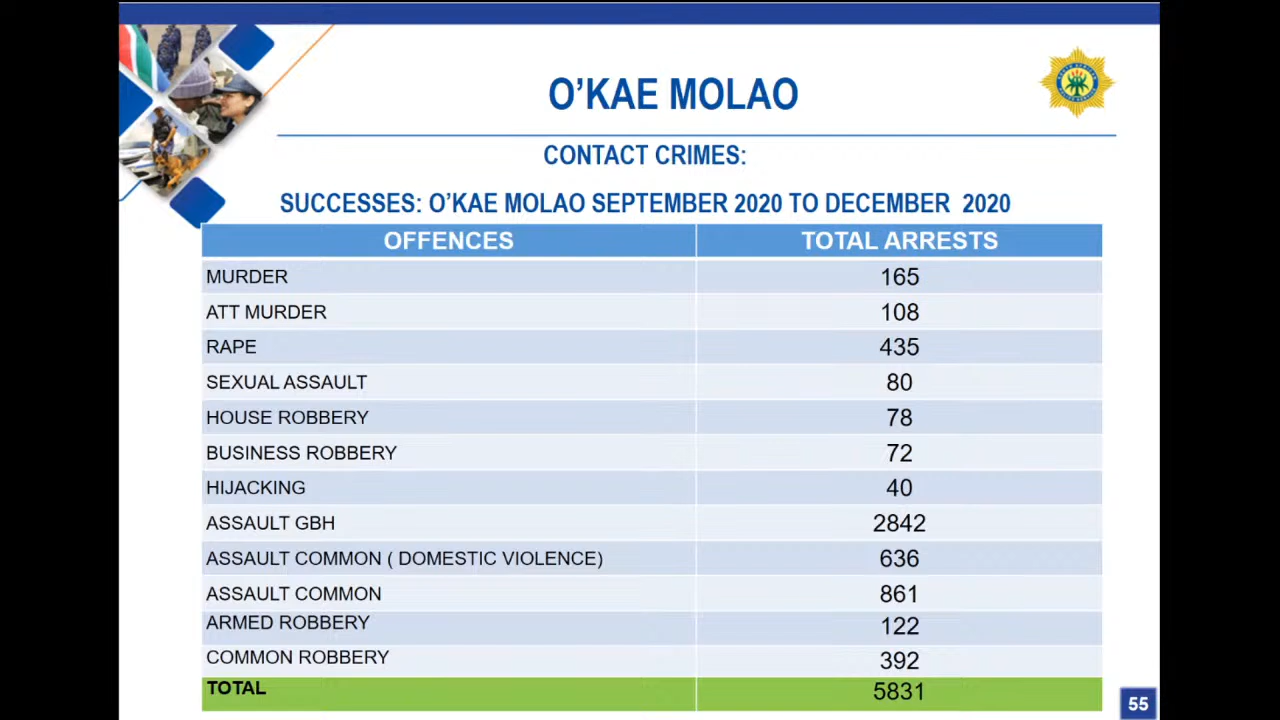 O’KAE MOLAO
CONTACT CRIMES:
SUCCESSES: O’KAE MOLAO SEPTEMBER 2020 TO DECEMBER 2020
OFFENCES TOTAL ARRESTS
MURDER 165
ATT MURDER 108
RAPE 435
SEXUAL ASSAULT 80
HOUSE ROBBERY 78
BUSINESS ROBBERY 72
HIJACKING 40
ASSAULT GBH 2842
ASSAULT COMMON ( DOMESTIC VIOLENCE) 636
ASSAULT COMMON 861
ARMED ROBBERY 122
COMMON ROBBERY 392
TOTAL 5831
55